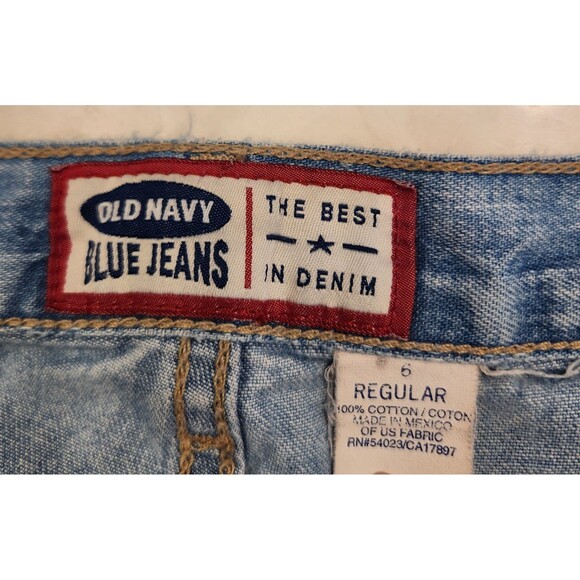 OLD NAVY
BLUE JEANS
THE BEST
IN DENIM
6
REGULAR
100% COTTON / COTON
MADE IN MEXICO
OF US FABRIC
RN#54023/CA17897